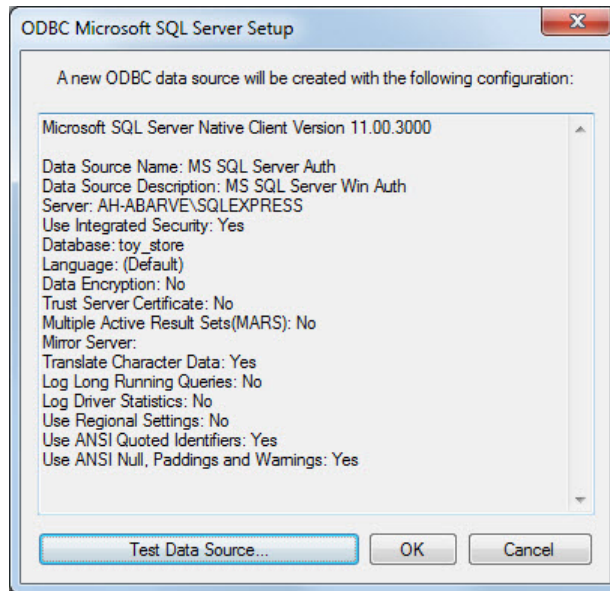 ODBC Microsoft SQL Server Setup
A new ODBC data source will be created with the following configuration:
Microsoft SQL Server Native Client Version 11.00.3000
Data Source Name: MS SQL Server Auth
Data Source Description: MS SQL Server Win Auth
Server: AH-ABARVE\SQLEXPRESS
Use Integrated Security: Yes
Database: toy_store
Language: (Default)
Data Encryption: No
Trust Server Certificate: No
Multiple Active Result Sets(MARS): No
Mirror Server:
Translate Character Data: Yes
Log Long Running Queries: No
Log Driver Statistics: No
Use Regional Settings: No
Use ANSI Quoted Identifiers: Yes
Use ANSI Null, Paddings and Warnings: Yes
Test Data Source... OK Cancel